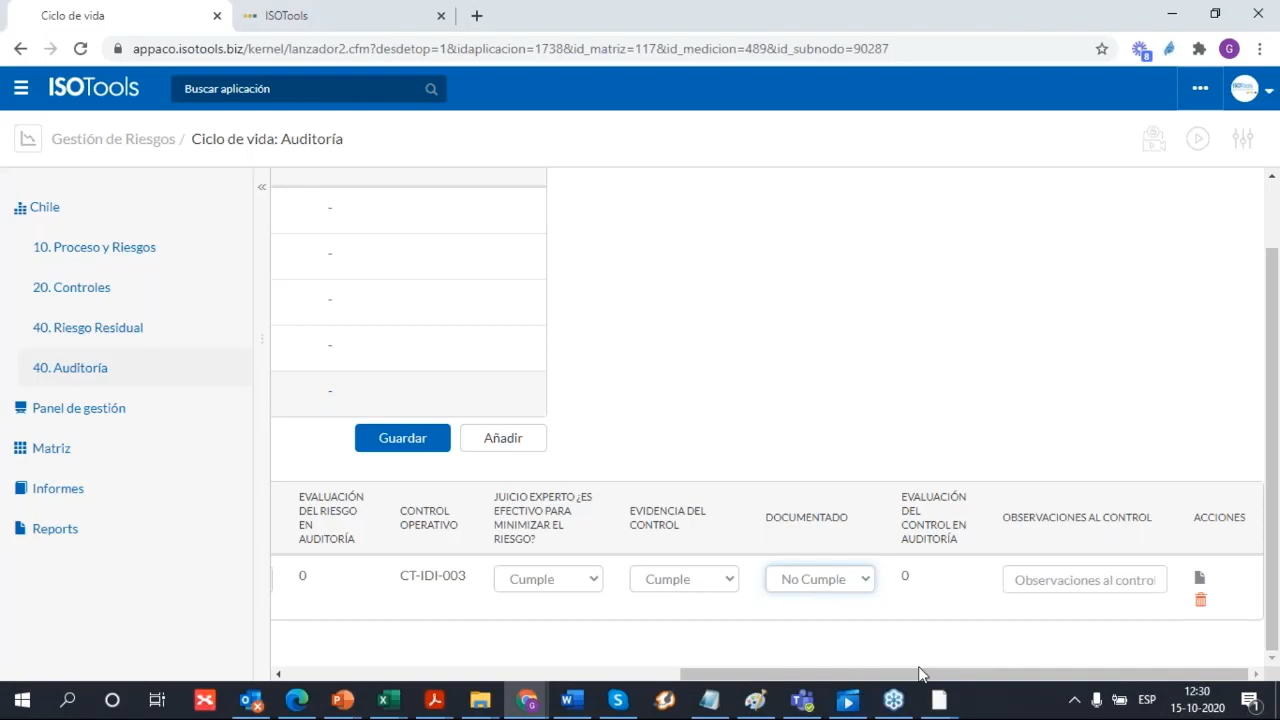 Ciclo de vida
ISOTools
appaco.isotools.biz/kernel/lanzador2.cfm?desdetop=1&idaplicacion=1738&id_matriz=117&id_medicion=489&id_subnodo=90287
8
G
ISOTools
Buscar aplicación
Gestión de Riesgos / Ciclo de vida: Auditoría
Chile
10. Proceso y Riesgos
20. Controles
40. Riesgo Residual
40. Auditoría
Panel de gestión
Matriz
Informes
Reports
-
-
-
-
-
Guardar
Añadir
EVALUACIÓN
DEL RIESGO
EN
AUDITORÍA
CONTROL
OPERATIVO
JUICIO EXPERTO ¿ES
EFECTIVO PARA
MINIMIZAR EL
RIESGO?
EVIDENCIA DEL
CONTROL
DOCUMENTADO
EVALUACIÓN
DEL
CONTROL EN
AUDITORÍA
OBSERVACIONES AL CONTROL
ACCIONES
0
CT-IDI-003
Cumple
Cumple
No Cumple
0
Observaciones al contro
ESP
12:30
15-10-2020
1